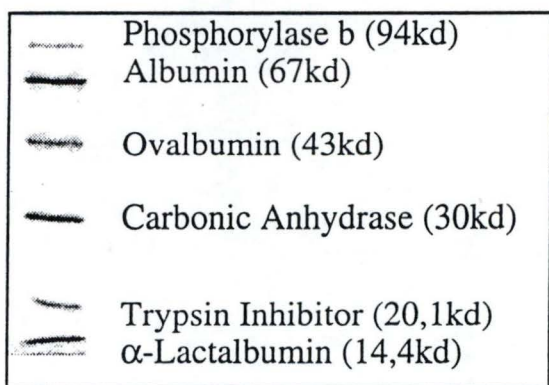 Phosphorylase b (94kd)
Albumin (67kd)
Ovalbumin (43kd)
Carbonic Anhydrase (30kd)
Trypsin Inhibitor (20,1kd)
α-Lactalbumin (14,4kd)